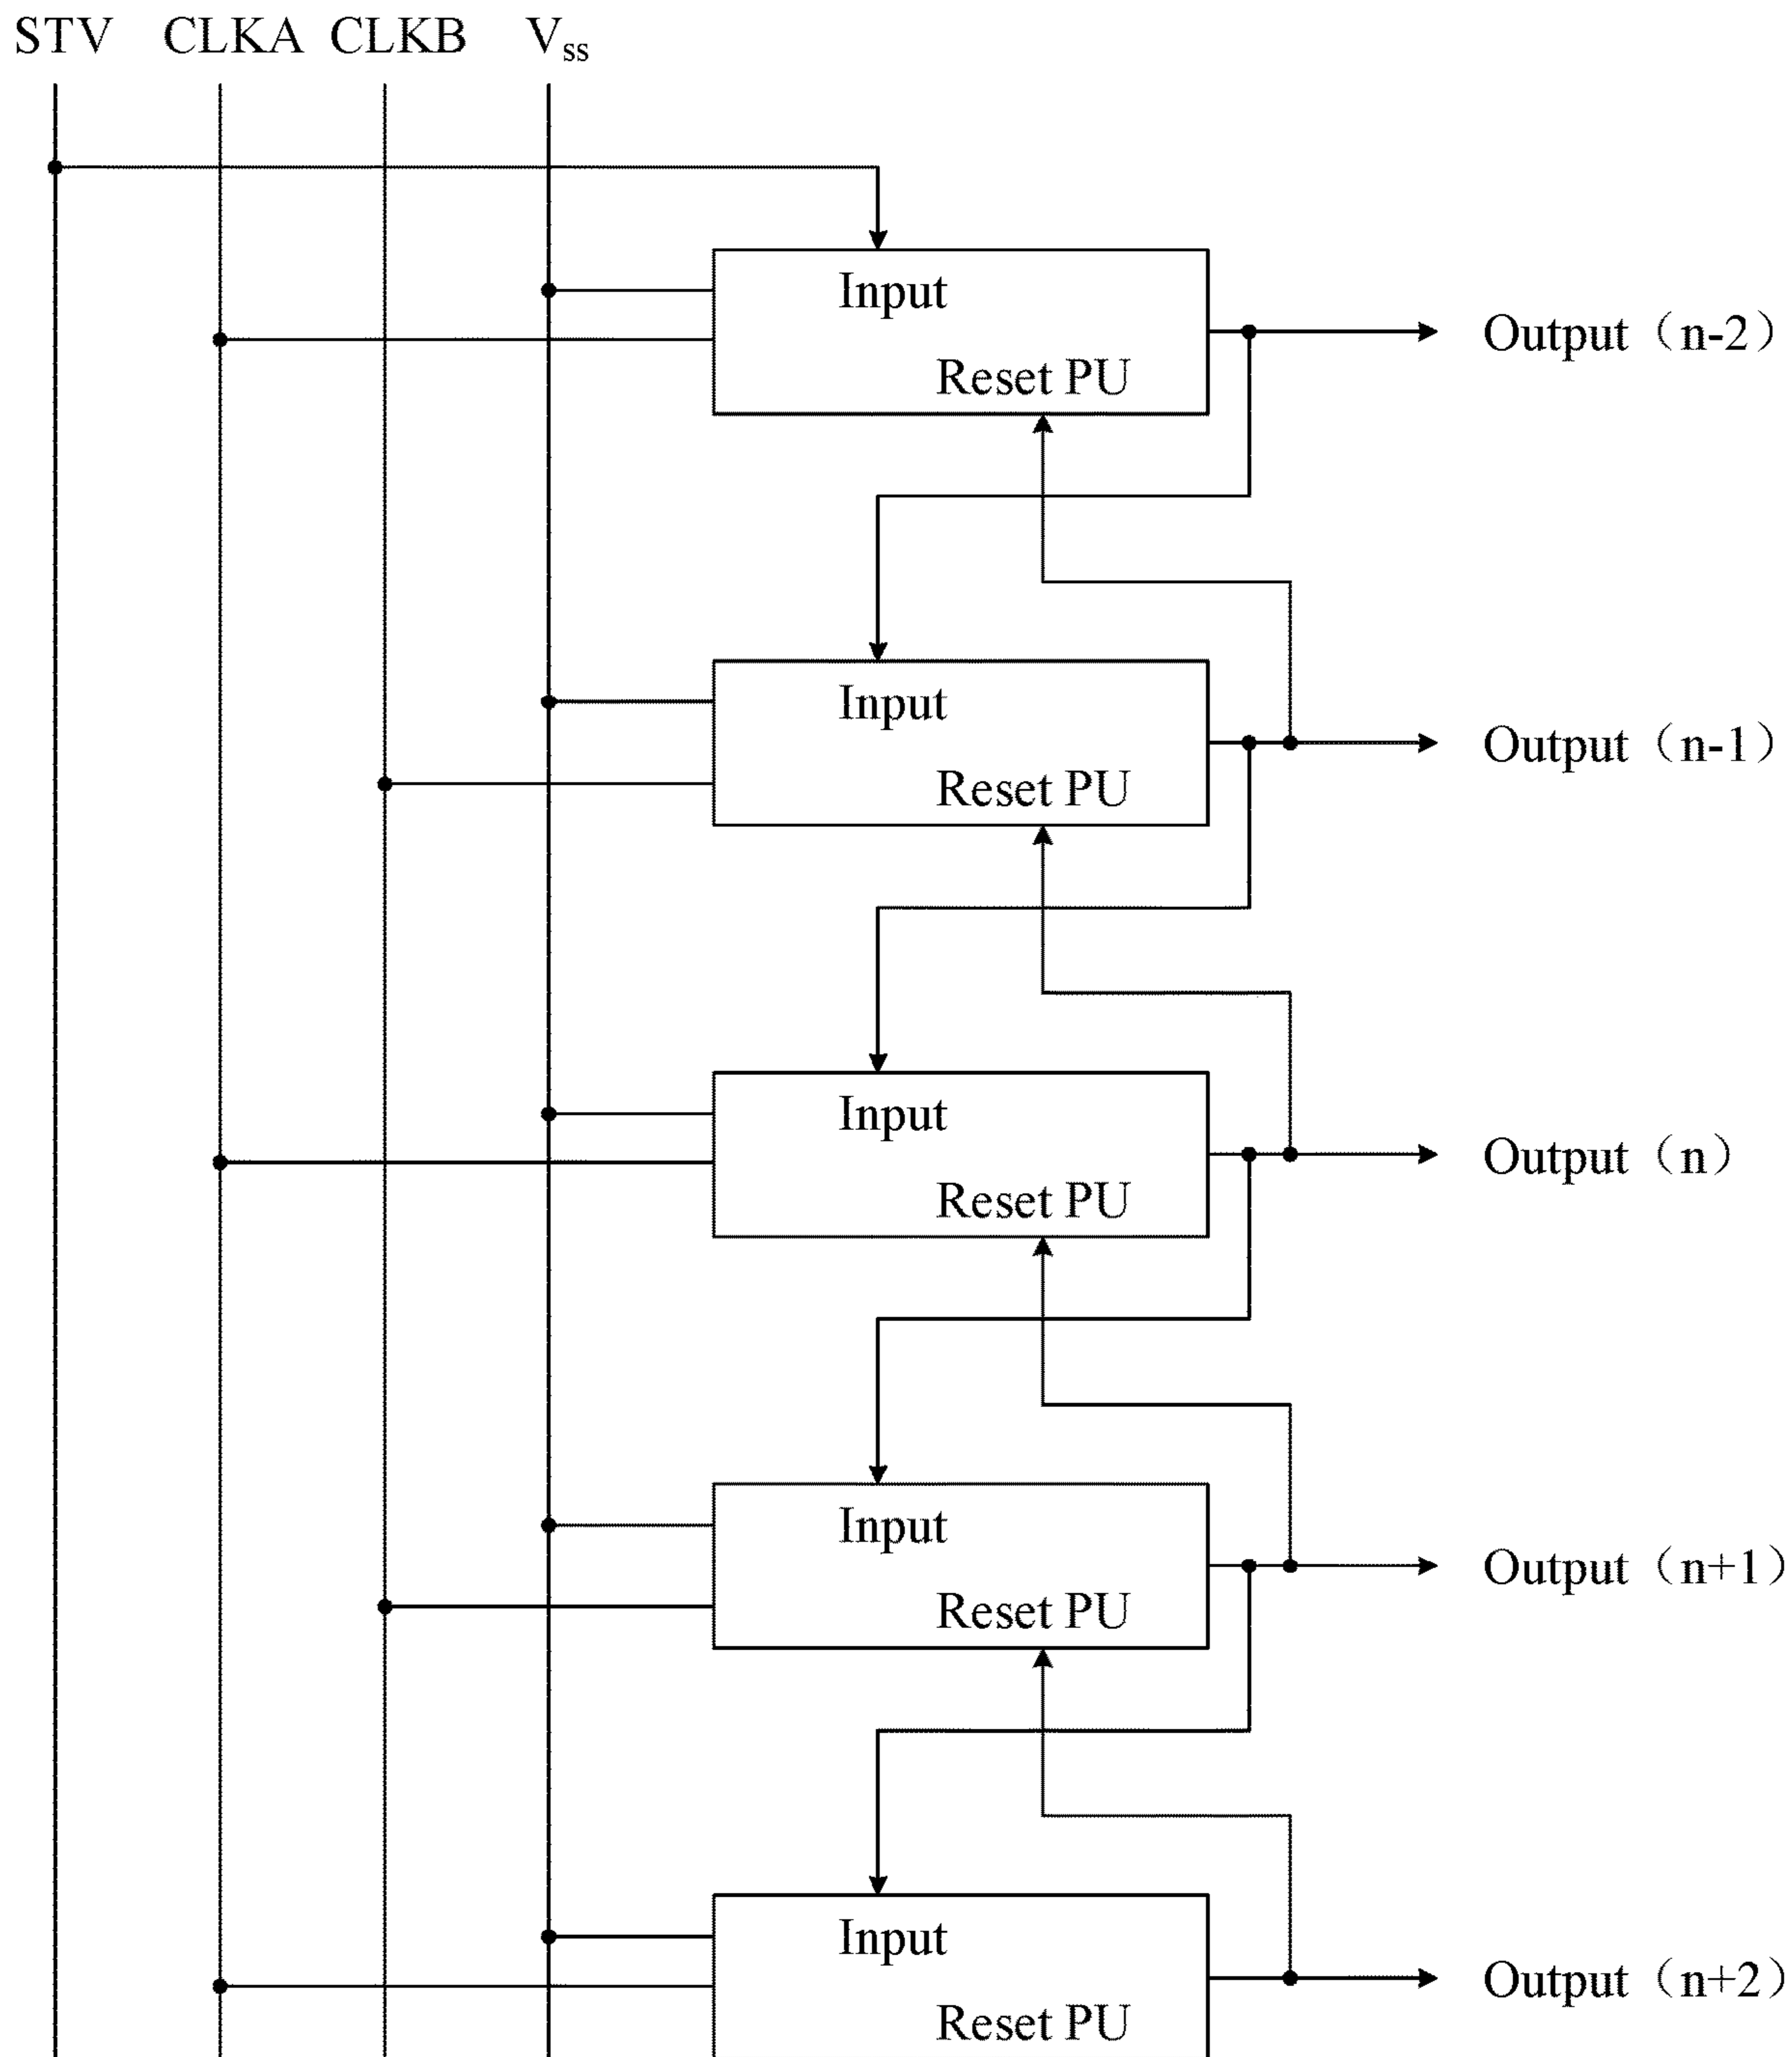 STV CLKA CLKB Vss
Input
Output（n-2）
Reset PU
Input
Output（n-1）
Reset PU
Input
Output（n）
Reset PU
Input
Output（n+1）
Reset PU
Input
Output（n+2）
Reset PU